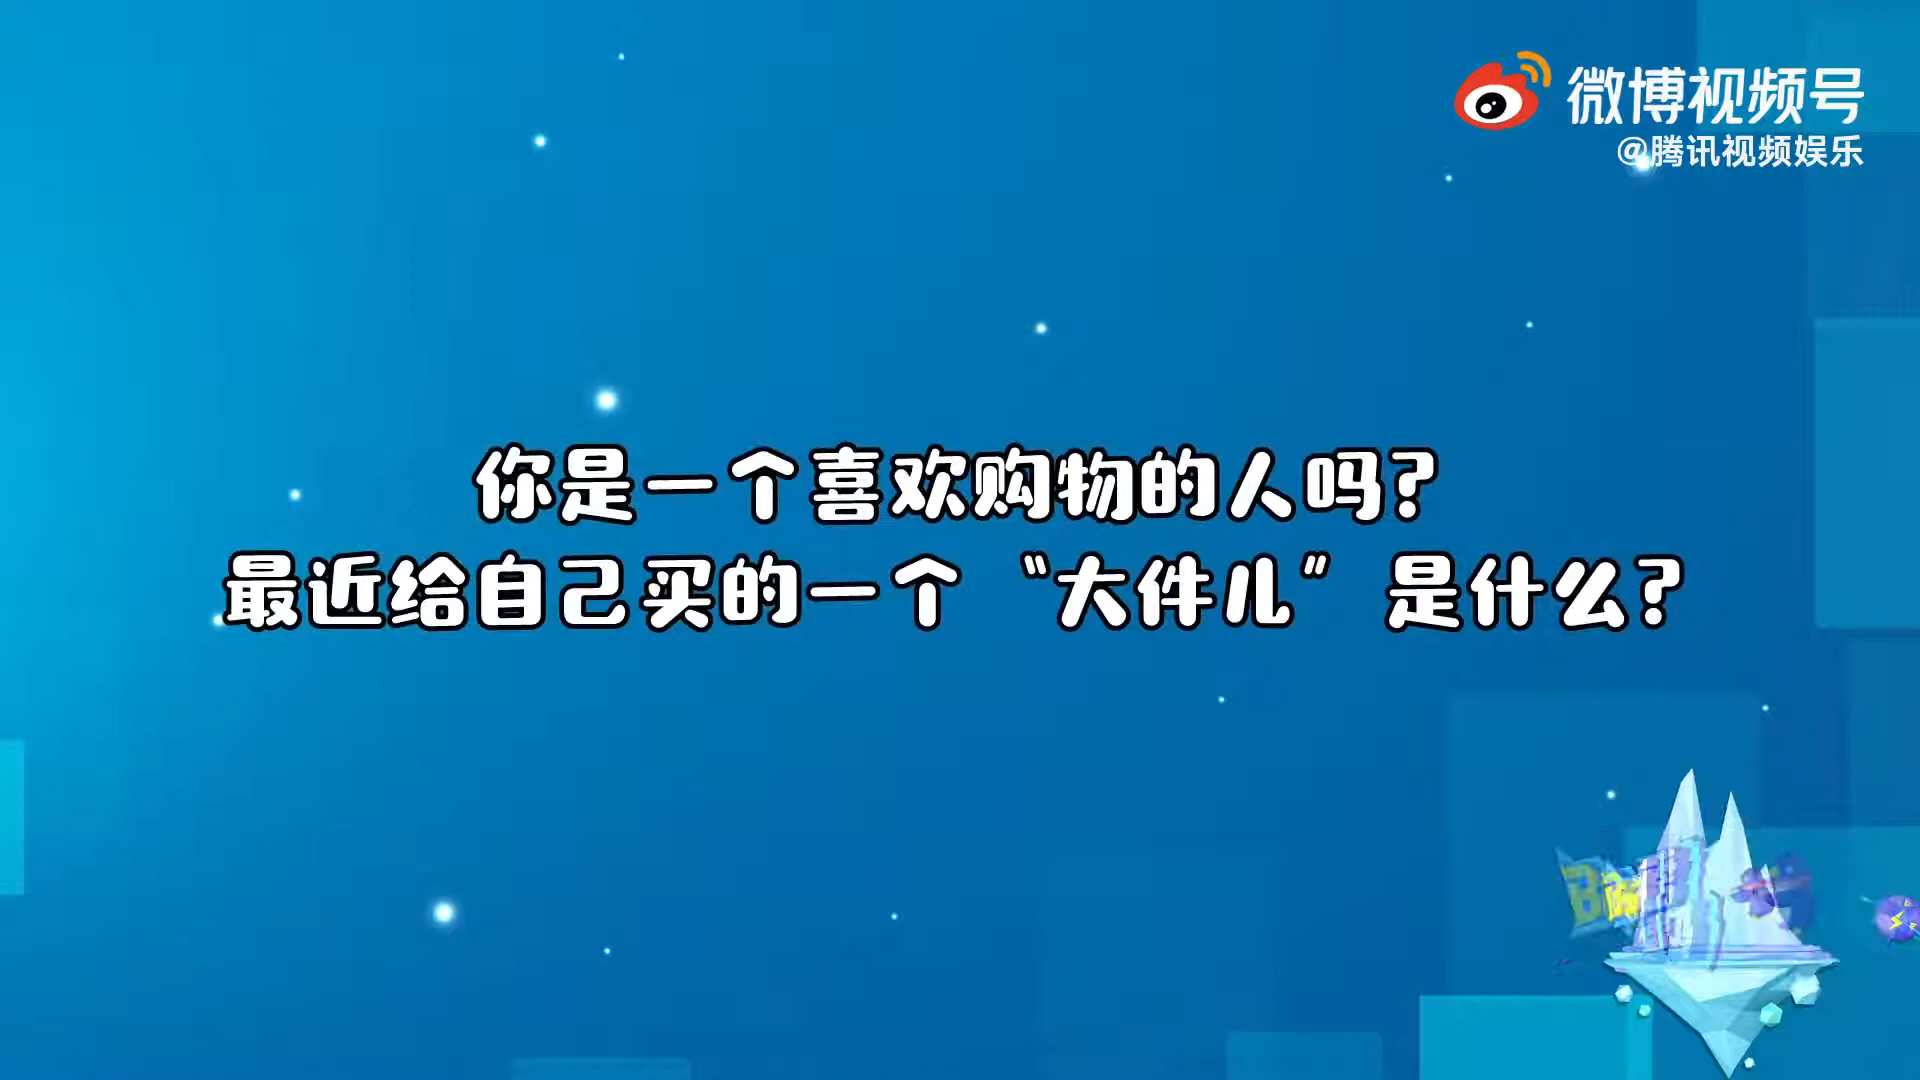 微博视频号
@腾讯视频娱乐
你是一个喜欢购物的人吗？
最近给自己买的一个“大件儿”是什么？